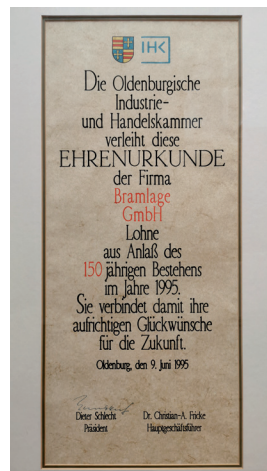 IHK
Die Oldenburgische
Industrie-
und Handelskammer
verleiht diese
EHRENURKUNDE
der Firma
Bramlage
GmbH
Lohne
aus Anlaß des
150 jährigen Bestehens
im Jahre 1995.
Sie verbindet damit ihre
aufrichtigen Glückwünsche
für die Zukunft.
Oldenburg, den 9. Juni 1995
Dieter Schlecht Dr. Christian-A. Fricke
Präsident Hauptgeschäftsführer